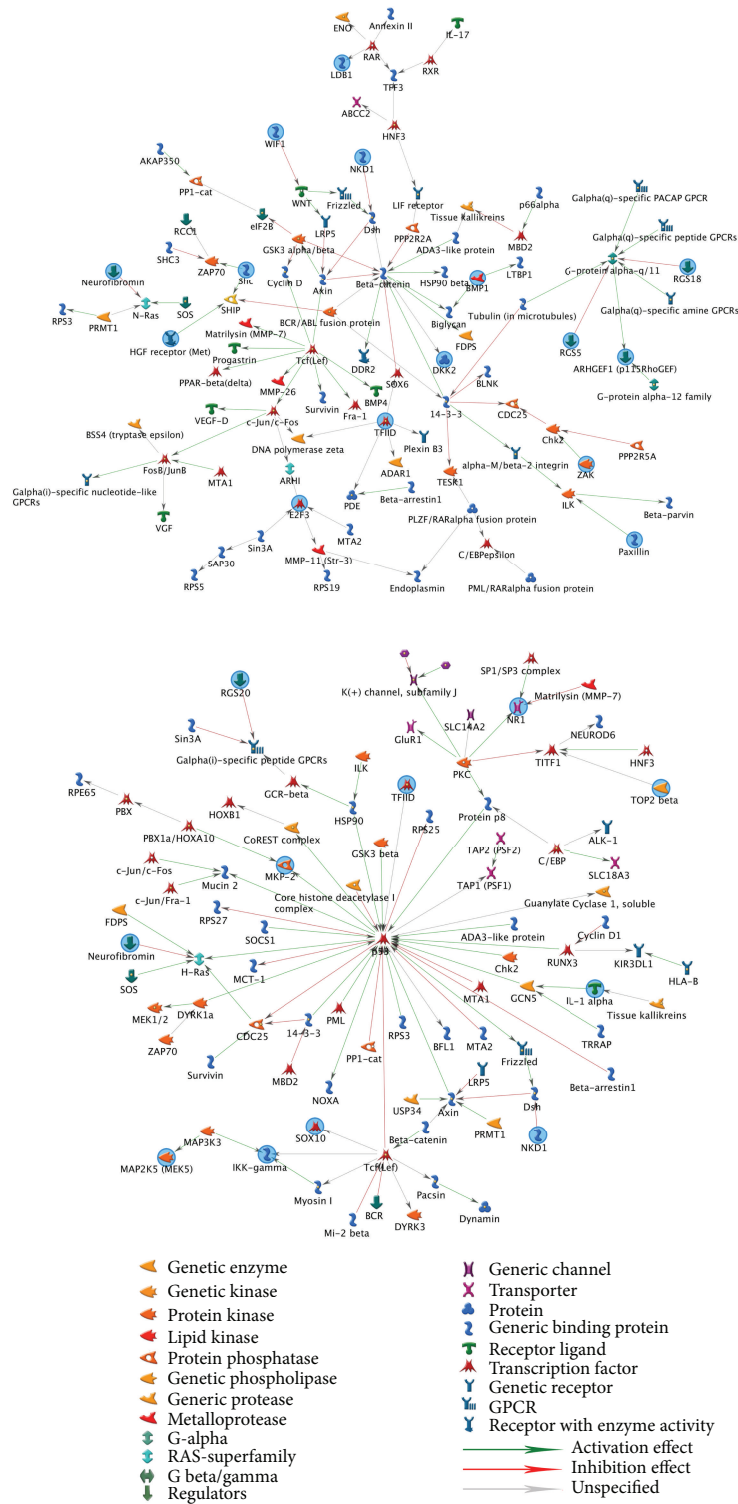 ENO
Annexin II
IL-17
RAR
RXR
LDB1
TPF3
ABCC2
HNF3
WIF1
NKD1
AKAP350
PP1-cat
WNT
Frizzled
LIF receptor
p66alpha
Galpha(q)-specific PACAP GPCR
Tissue kallikreins
RCC1
eIF2B
LRP5
Dsh
PPP2R2A
MBD2
Galpha(q)-specific peptide GPCRs
GSK3 alpha/beta
ADA3-like protein
SHC3
ZAP70
Shc
Cyclin D
Axin
Beta-catenin
HSP90 beta
BMP1
LTBP1
G-protein alpha-q/11
RGS18
Neurofibromin
N-Ras
SOS
SHIP
BCR/ABL fusion protein
Biglycan
Tubulin (in microtubules)
Galpha(q)-specific amine GPCRs
RPS3
PRMT1
HGF receptor (Met)
Matrilysin (MMP-7)
FDPS
RGS5
Progastrin
Tcf(Lef)
DDR2
DKK2
BLNK
ARHGEF1 (p115RhoGEF)
PPAR-beta(delta)
SOX6
MMP-26
BMP4
14-3-3
CDC25
G-protein alpha-12 family
VEGF-D
c-Jun/c-Fos
Survivin
Fra-1
TFIID
Chk2
BSS4 (tryptase epsilon)
DNA polymerase zeta
Plexin B3
alpha-M/beta-2 integrin
PPP2R5A
FosB/JunB
ADAR1
ZAK
Galpha(i)-specific nucleotide-like
GPCRs
MTA1
ARHI
TESK1
ILK
Beta-arrestin1
VGF
E2F3
PDE
PLZF/RARalpha fusion protein
Beta-parvin
Sin3A
MTA2
Paxillin
SAP30
MMP-11 (Str-3)
C/EBPepsilon
RPS5
RPS19
Endoplasmin
PML/RARalpha fusion protein
SP1/SP3 complex
RGS20
K(+) channel, subfamily J
Matrilysin (MMP-7)
SLC14A2
NR1
Sin3A
GluR1
NEUROD6
Galpha(i)-specific peptide GPCRs
ILK
PKC
TITF1
HNF3
RPE65
GCR-beta
TFIID
TOP2 beta
PBX
HOXB1
HSP90
Protein p8
PBX1a/HOXA10
CoREST complex
RPS25
ALK-1
GSK3 beta
TAP2 (PSF2)
C/EBP
c-Jun/c-Fos
MKP-2
SLC18A3
Mucin 2
Core histone deacetylase I
complex
TAP1 (PSF1)
c-Jun/Fra-1
Guanylate Cyclase 1, soluble
FDPS
RPS27
SOCS1
p53
ADA3-like protein
Cyclin D1
Neurofibromin
RUNX3
KIR3DL1
H-Ras
Chk2
HLA-B
SOS
MCT-1
MTA1
GCN5
IL-1 alpha
MEK1/2
DYRK1a
Tissue kallikreins
CDC25
14-3-3
PML
RPS3
MTA2
TRRAP
ZAP70
PP1-cat
BFL1
Frizzled
Survivin
MBD2
LRP5
Beta-arrestin1
NOXA
USP34
Axin
Dsh
SOX10
Beta-catenin
PRMT1
NKD1
MAP3K3
MAP2K5 (MEK5)
IKK-gamma
Tcf(Lef)
Pacsin
Myosin I
BCR
Dynamin
Mi-2 beta
DYRK3
Genetic enzyme
Genetic kinase
Protein kinase
Lipid kinase
Protein phosphatase
Genetic phospholipase
Generic protease
Metalloprotease
G-alpha
RAS-superfamily
G beta/gamma
Regulators
Generic channel
Transporter
Protein
Generic binding protein
Receptor ligand
Transcription factor
Genetic receptor
GPCR
Receptor with enzyme activity
Activation effect
Inhibition effect
Unspecified